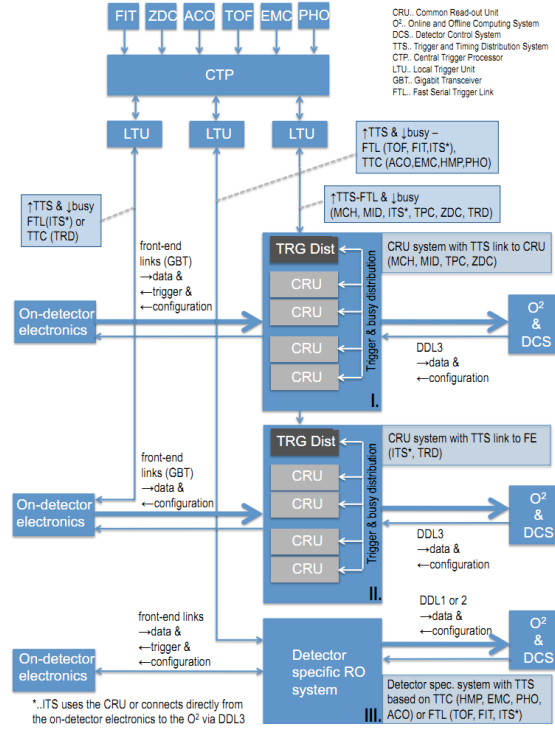 FIT ZDC ACO TOF EMC PHO
CRU.. Common Read-out Unit
O².. Online and Offline Computing System
DCS.. Detector Control System
TTS.. Trigger and Timing Distribution System
CTP.. Central Trigger Processor
LTU.. Local Trigger Unit
GBT.. Gigabit Transceiver
FTL.. Fast Serial Trigger Link
CTP
LTU LTU LTU
↑TTS & ↓busy –
FTL (TOF, FIT,ITS*),
TTC (ACO,EMC,HMP,PHO)
↑TTS & ↓busy
FTL(ITS*) or
TTC (TRD)
↑TTS-FTL & ↓busy
(MCH, MID, ITS*, TPC, ZDC, TRD)
front-end
links (GBT)
→data &
←trigger &
←configuration
On-detector
electronics
TRG Dist
CRU
CRU
CRU
CRU
Trigger & busy distribution
I.
CRU system with TTS link to CRU
(MCH, MID, TPC, ZDC)
O²
&
DCS
DDL3
→data &
←configuration
front-end
links (GBT)
→data &
←configuration
On-detector
electronics
TRG Dist
CRU
CRU
CRU
CRU
Trigger & busy distribution
II.
CRU system with TTS link to FE
(ITS*, TRD)
O²
&
DCS
DDL3
→data &
←configuration
front-end links
→data &
←trigger &
←configuration
On-detector
electronics
Detector
specific RO
system
III.
DDL1 or 2
→data &
←configuration
O²
&
DCS
Detector spec. system with TTS
based on TTC (HMP, EMC, PHO,
ACO) or FTL (TOF, FIT, ITS*)
*..ITS uses the CRU or connects directly from
the on-detector electronics to the O² via DDL3